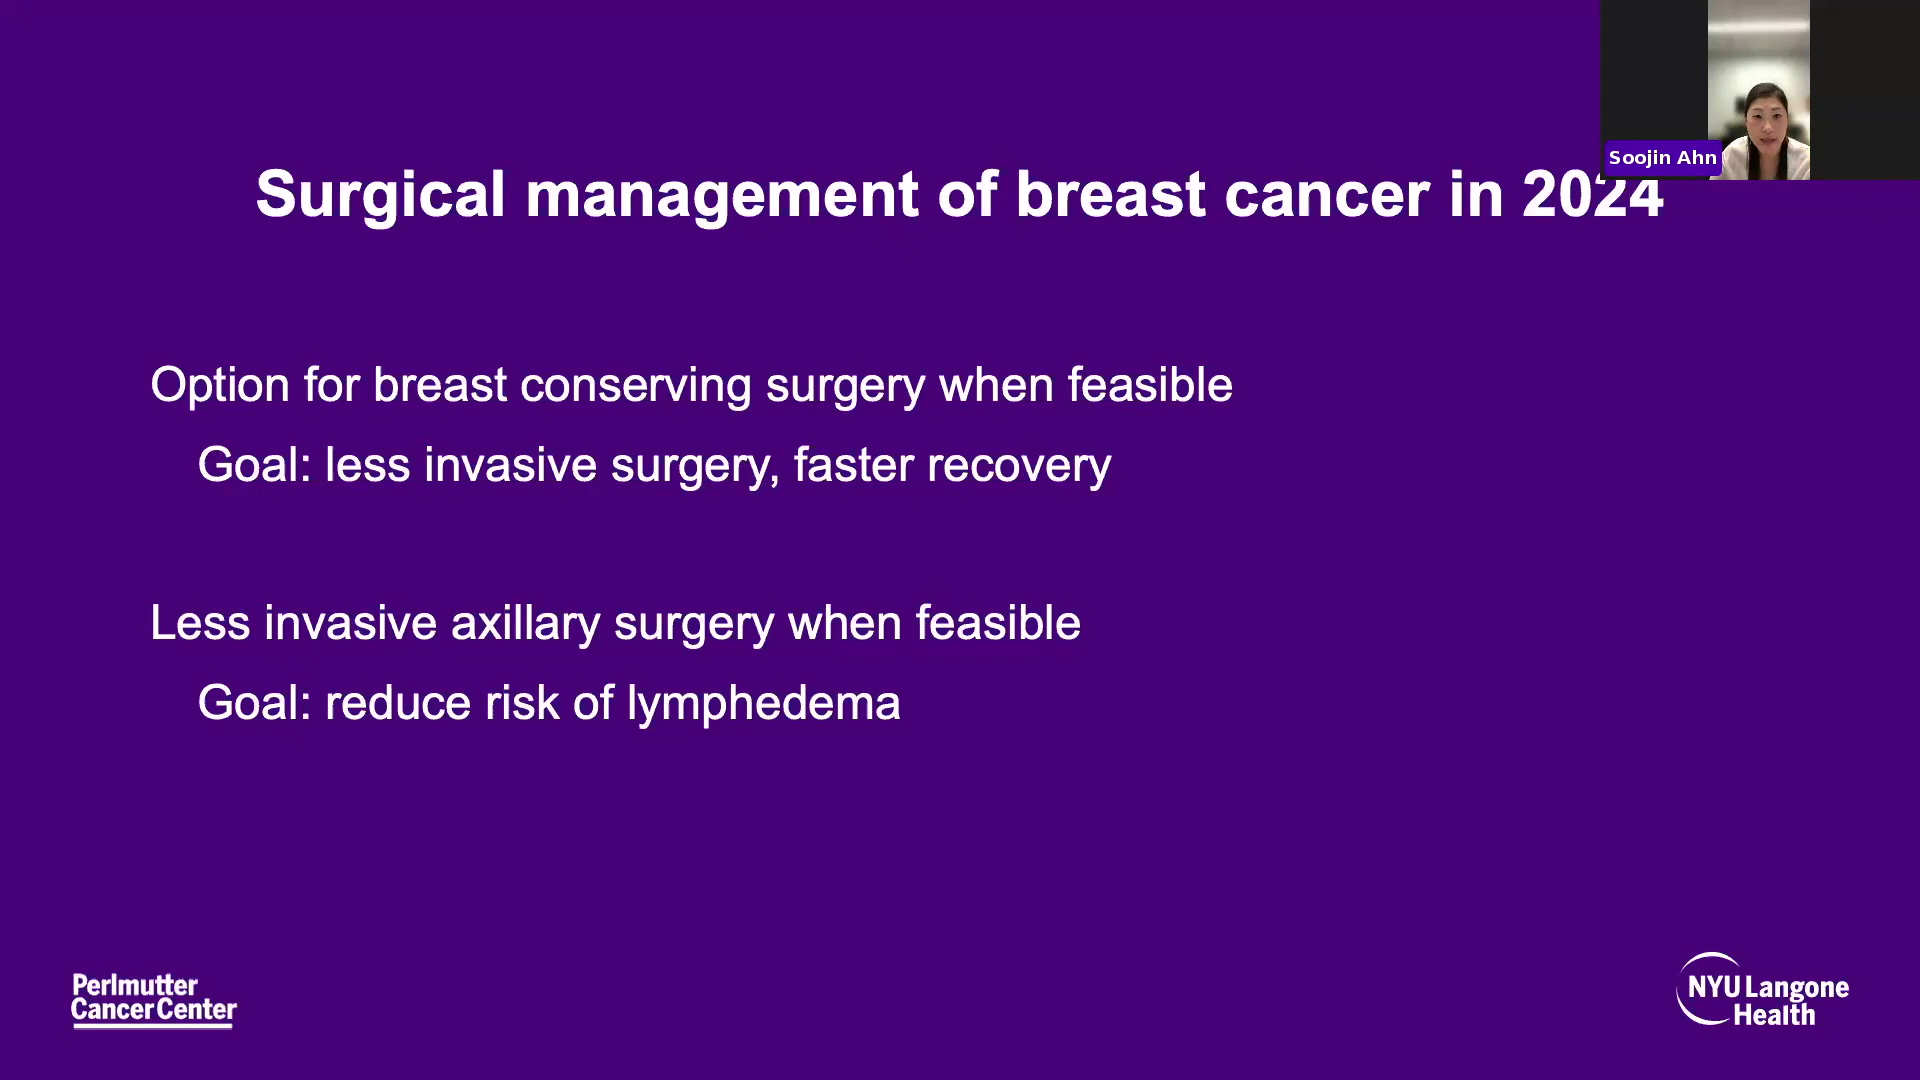 Soojin Ahn
Surgical management of breast cancer in 2024
Option for breast conserving surgery when feasible
Goal: less invasive surgery, faster recovery
Less invasive axillary surgery when feasible
Goal: reduce risk of lymphedema
Perlmutter
Cancer Center
NYU Langone
Health